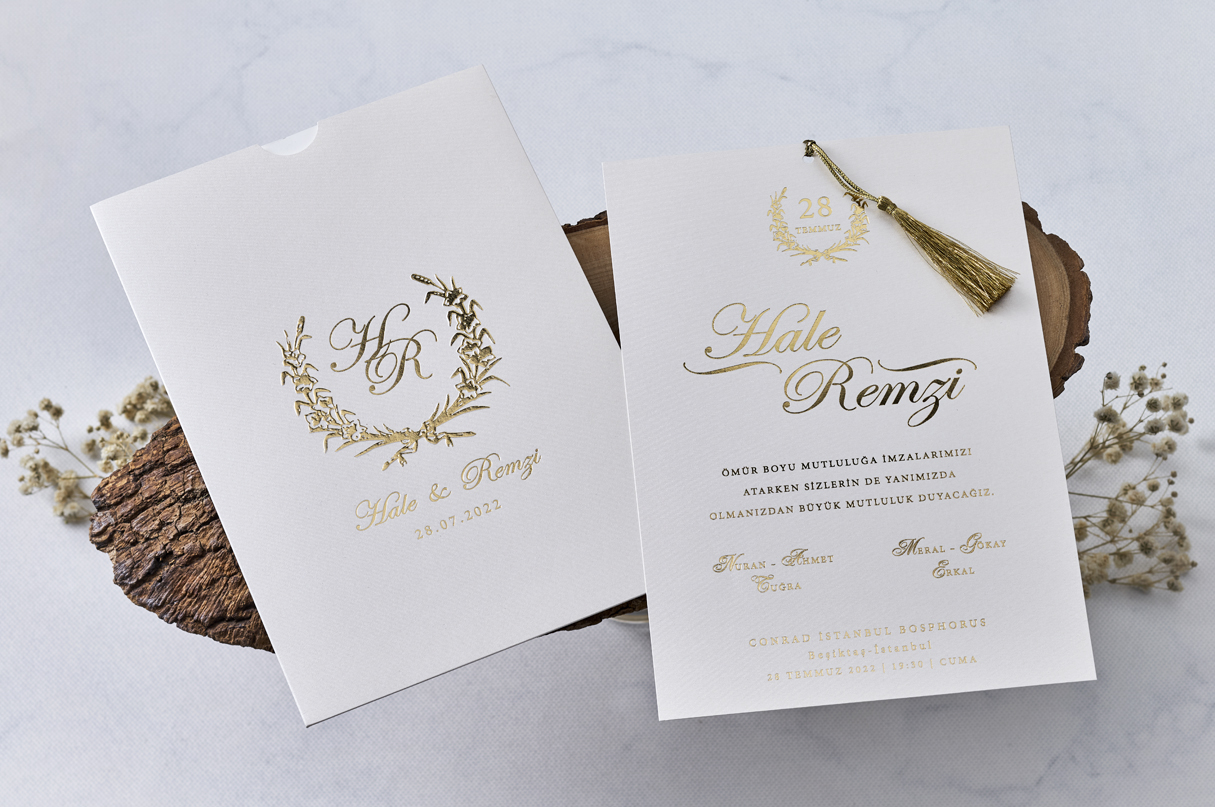 HR
Hale & Remzi
28.07.2022
28
TEMMUZ
Hale
Remzi
ÖMÜR BOYU MUTLULUĞA İMZALARIMIZI
ATARKEN SİZLERİN DE YANIMIZDA
OLMANIZDAN BÜYÜK MUTLULUK DUYACAĞIZ.
NURAN - AHMET
TUĞRA
MERAL - GÖKAY
ERKAL
CONRAD İSTANBUL BOSPHORUS
Beşiktaş-İstanbul
28 TEMMUZ 2022 | 19:30 | CUMA